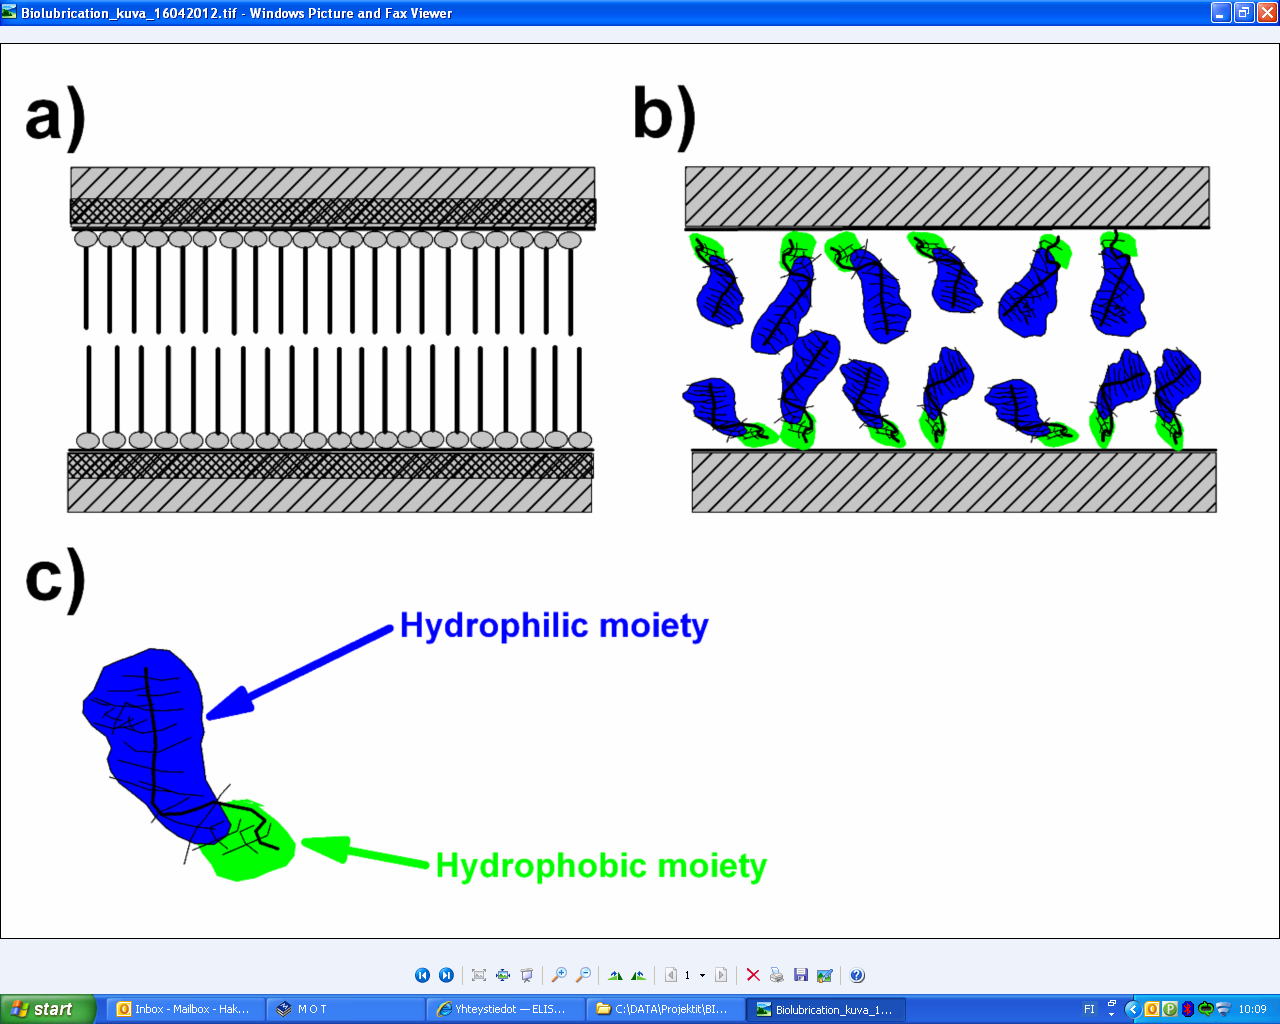 Biolubrication_kuva_16042012.tif - Windows Picture and Fax Viewer
a)
b)
c)
Hydrophilic moiety
Hydrophobic moiety
1
start
Inbox - Mailbox - Hak...
M O T
Yhteystiedot — ELIS...
C:\DATA\Projektit\BI...
Biolubrication_kuva_1...
FI
10:09